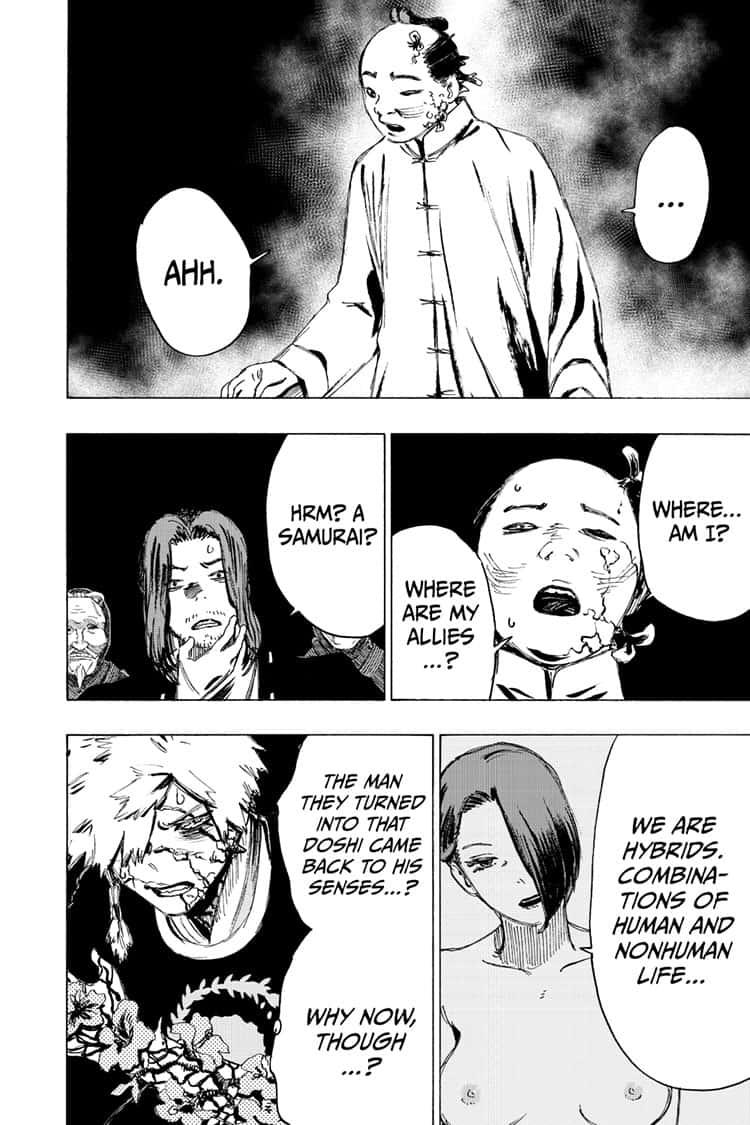 ...
AHH.
WHERE...
AM I?
WHERE
ARE MY
ALLIES
...?
HRM? A
SAMURAI?
WE ARE
HYBRIDS.
COMBINA-
TIONS OF
HUMAN AND
NONHUMAN
LIFE...
THE MAN
THEY TURNED
INTO THAT
DOSHI CAME
BACK TO HIS
SENSES...?
WHY NOW,
THOUGH
...?